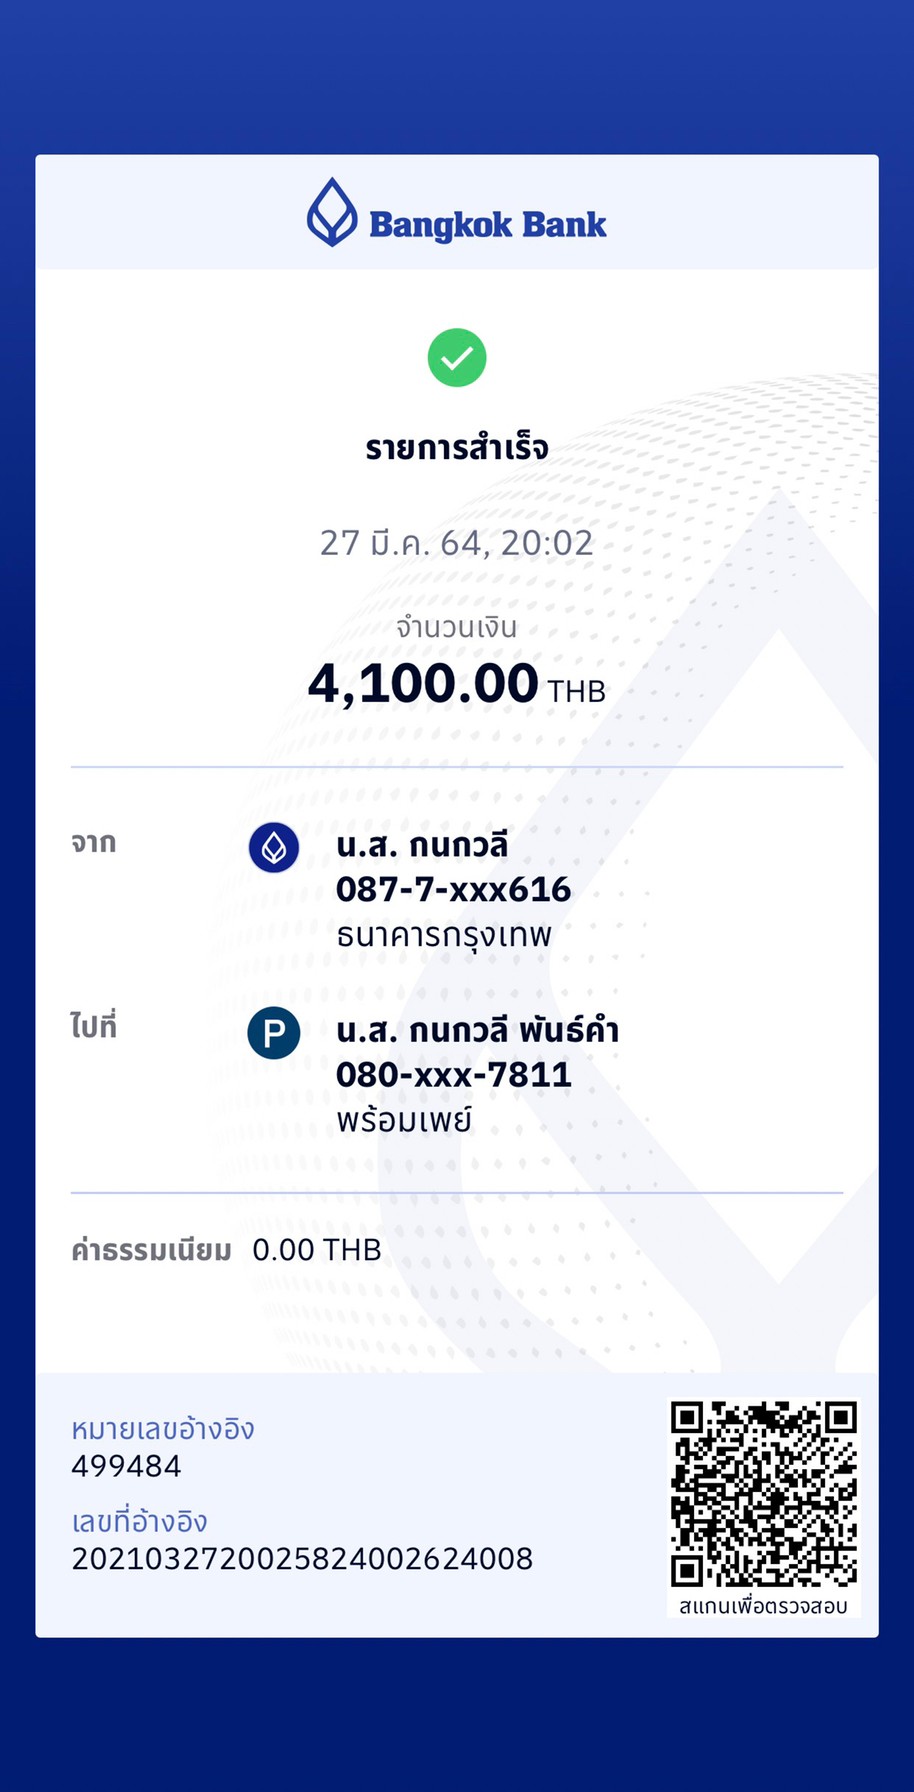 Bangkok Bank
รายการสำเร็จ
27 มี.ค. 64, 20:02
จำนวนเงิน
4,100.00 THB
จาก
น.ส. กนกวลี
087-7-xxx616
ธนาคารกรุงเทพ
ไปที่
P
น.ส. กนกวลี พันธ์คำ
080-xxx-7811
พร้อมเพย์
ค่าธรรมเนียม 0.00 THB
หมายเลขอ้างอิง
499484
เลขที่อ้างอิง
2021032720025824002624008
สแกนเพื่อตรวจสอบ